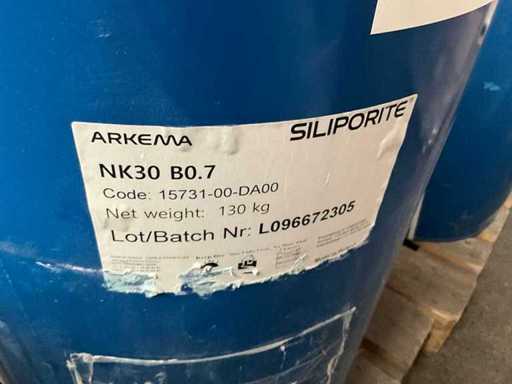 ARKEMA
SILIPORITE
NK30 B0.7
Code: 15731-00-DA00
Net weight: 130 kg
Lot/Batch Nr: L096672305